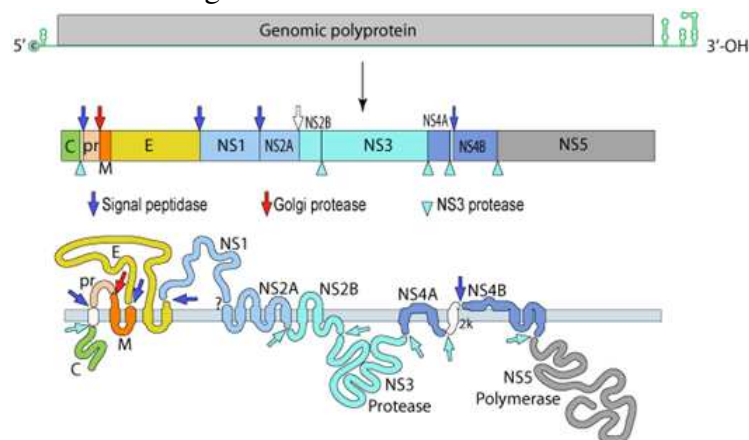 Genomic polyprotein
5' C 3'-OH
NS2B NS4A
C pr E NS1 NS2A NS3 NS4B NS5
M
Signal peptidase Golgi protease NS3 protease
E NS1
pr NS2A NS2B NS4A NS4B
?
2k
M
C
NS3
Protease
NS5
Polymerase